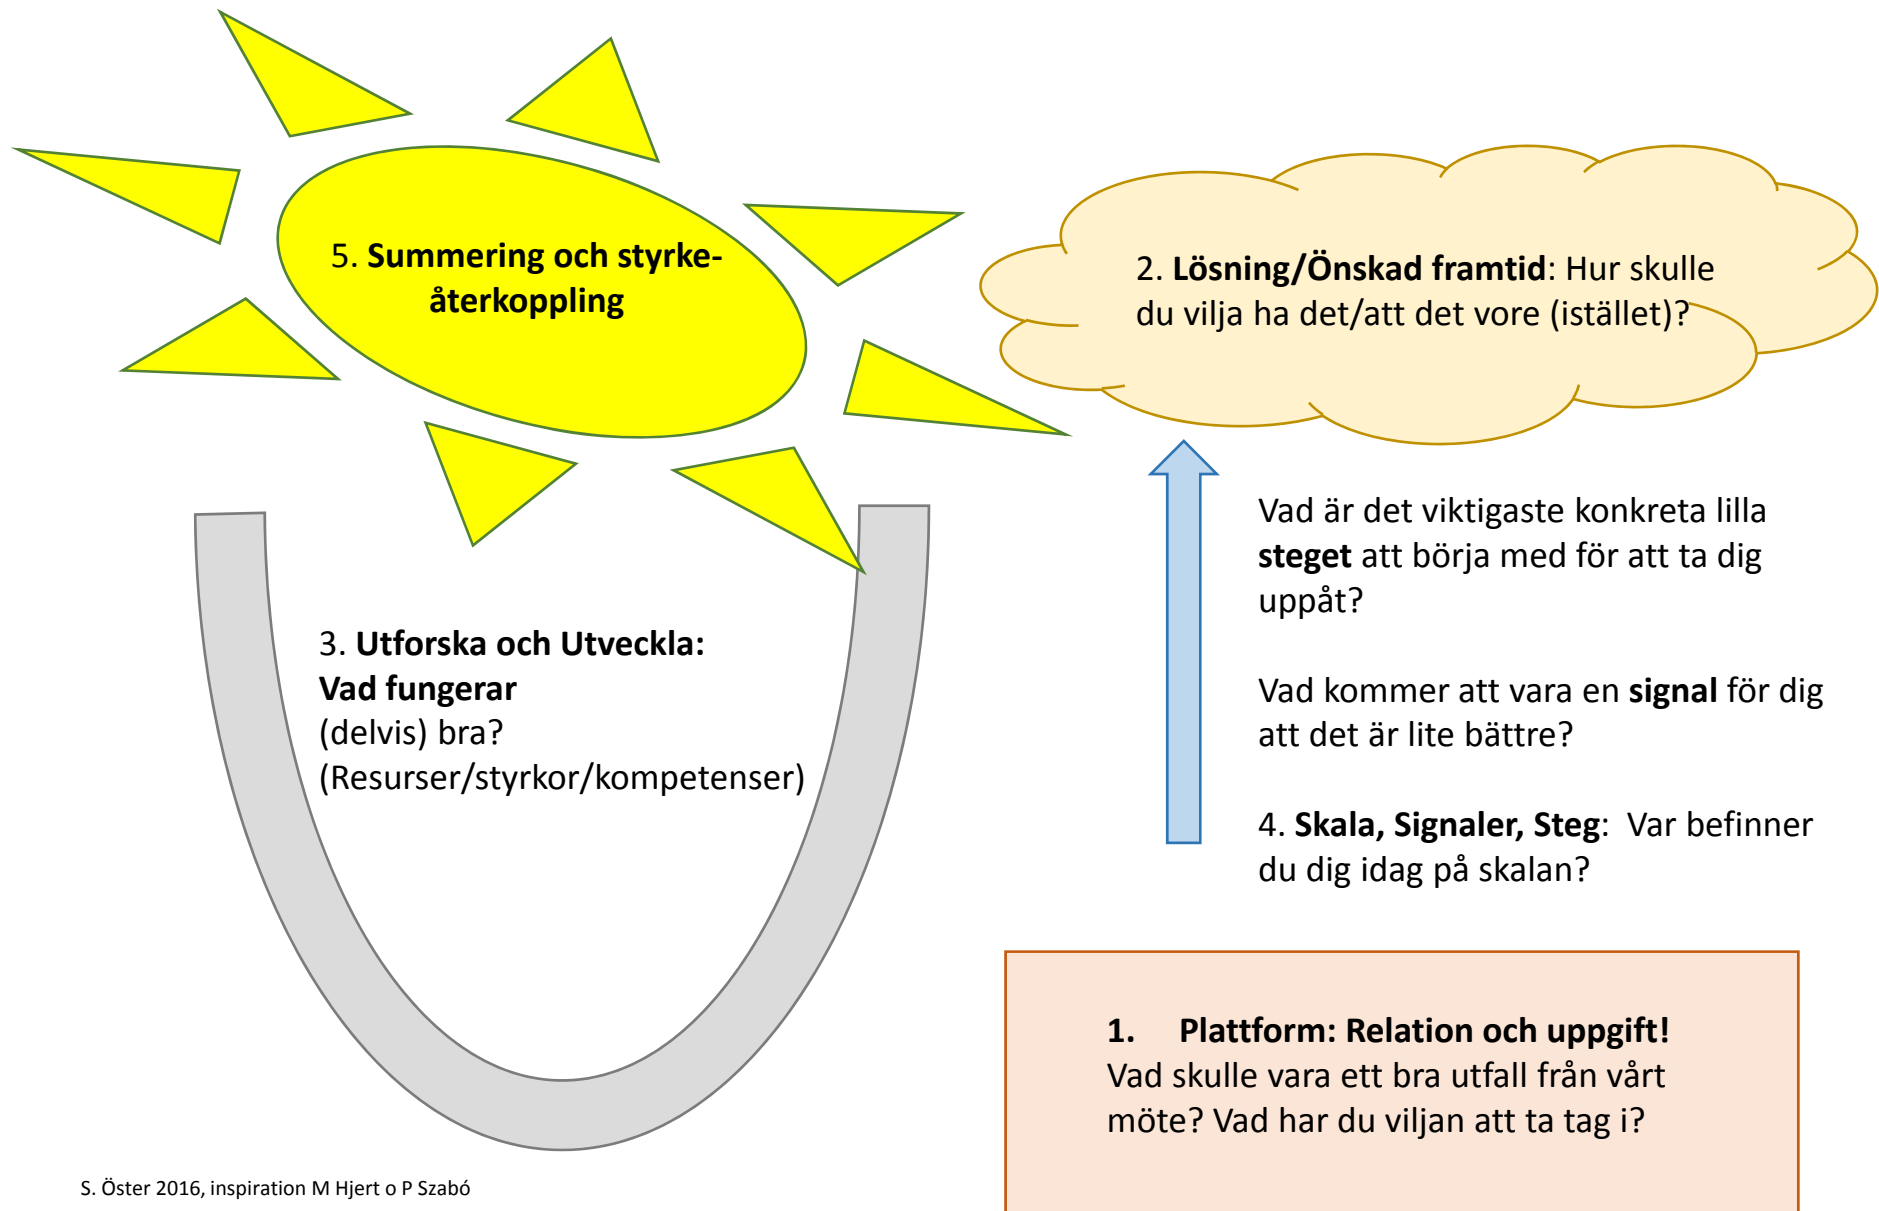 5. Summering och styrke-
återkoppling
2. Lösning/Önskad framtid: Hur skulle
du vilja ha det/att det vore (istället)?
Vad är det viktigaste konkreta lilla
steget att börja med för att ta dig
uppåt?
Vad kommer att vara en signal för dig
att det är lite bättre?
4. Skala, Signaler, Steg:  Var befinner
du dig idag på skalan?
3. Utforska och Utveckla:
Vad fungerar
(delvis) bra?
(Resurser/styrkor/kompetenser)
1. Plattform: Relation och uppgift!
Vad skulle vara ett bra utfall från vårt
möte? Vad har du viljan att ta tag i?
S. Öster 2016, inspiration M Hjert o P Szabó